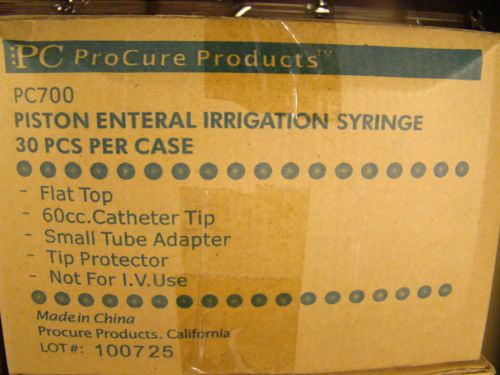 PC ProCure Products™
PC700
PISTON ENTERAL IRRIGATION SYRINGE
30 PCS PER CASE
- Flat Top
- 60cc.Catheter Tip
- Small Tube Adapter
- Tip Protector
- Not For I.V.Use
Made in China
Procure Products. California
LOT#: 100725